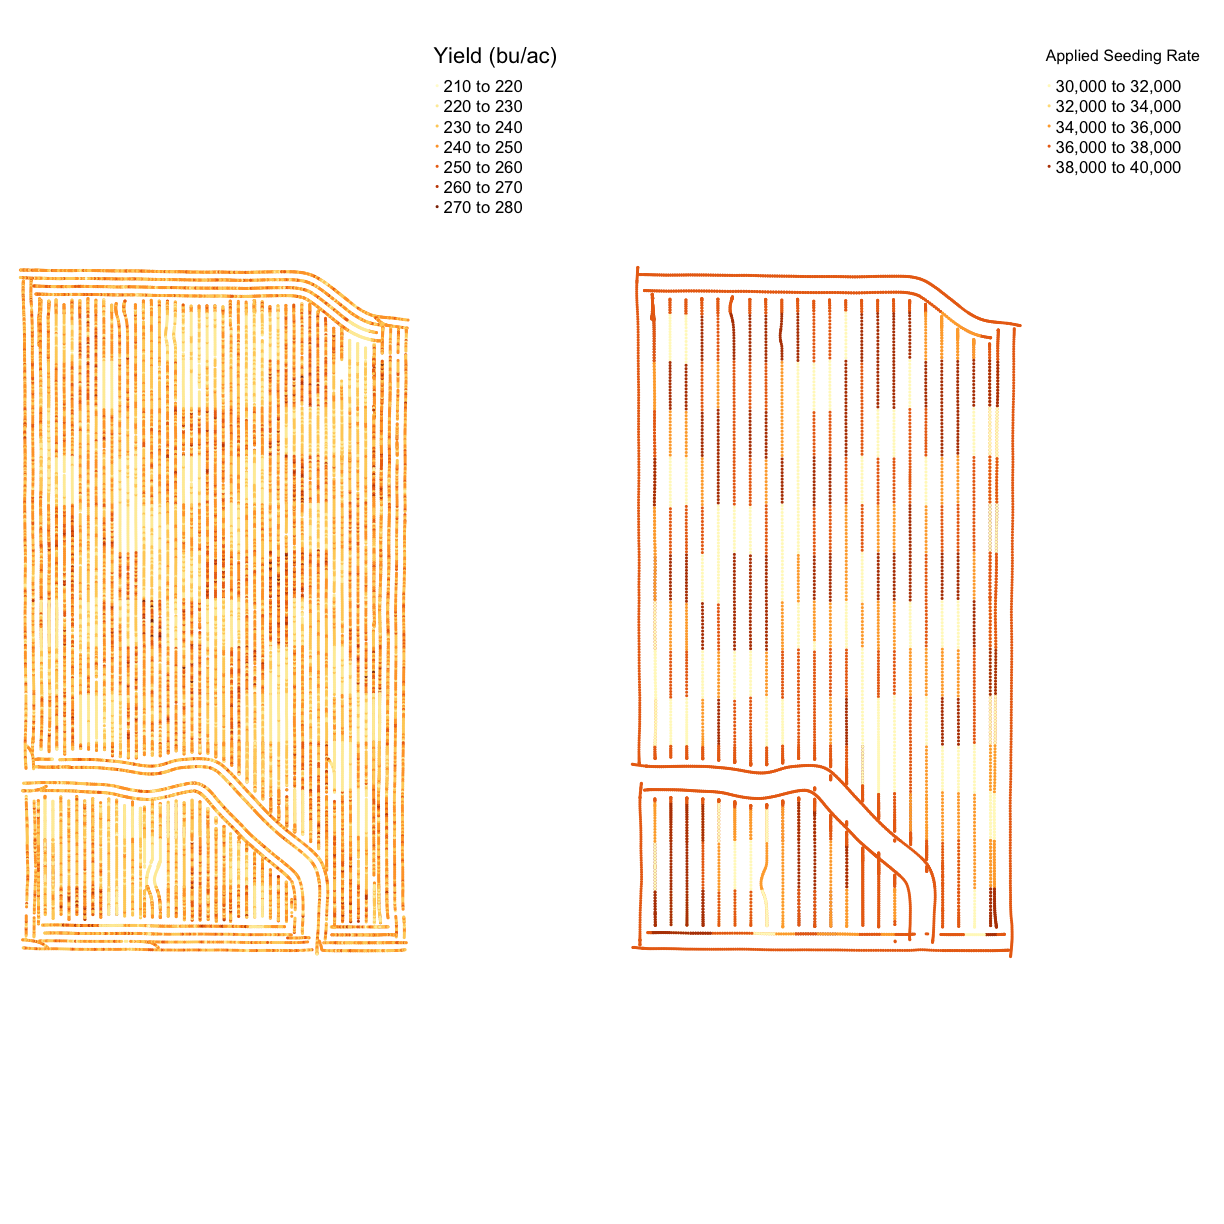 Yield (bu/ac)
210 to 220
220 to 230
230 to 240
240 to 250
250 to 260
260 to 270
270 to 280
Applied Seeding Rate
30,000 to 32,000
32,000 to 34,000
34,000 to 36,000
36,000 to 38,000
38,000 to 40,000